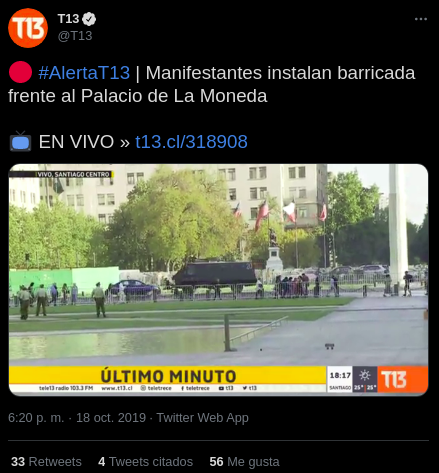 T13
T13
@T13
#AlertaT13 | Manifestantes instalan barricada
frente al Palacio de La Moneda
EN VIVO » t13.cl/318908
VIVO, SANTIAGO CENTRO
ÚLTIMO MINUTO
tele13 radio 103.3 FM www.t13.cl teletrece teletrece t13 t13
18:17
SANTIAGO
25° 25°
T13
6:20 p. m. · 18 oct. 2019 · Twitter Web App
33 Retweets 4 Tweets citados 56 Me gusta